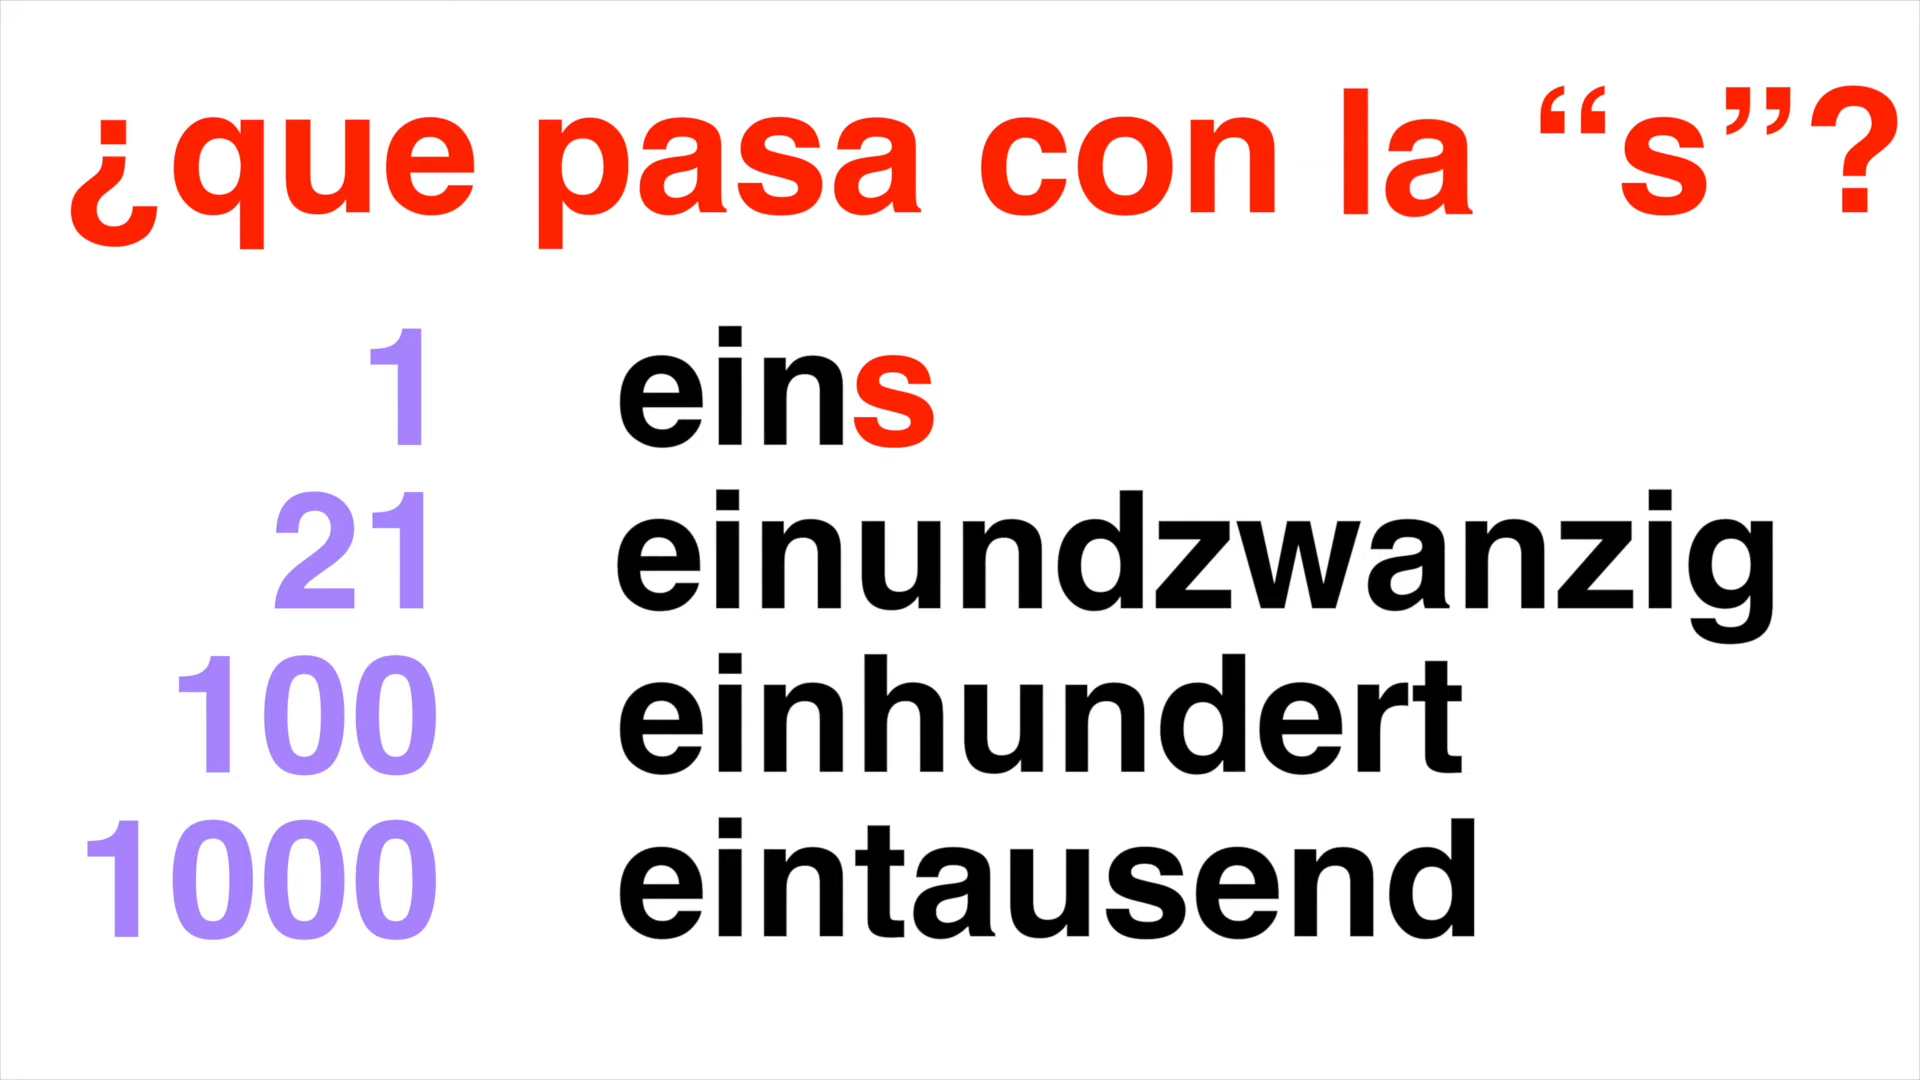 ¿que pasa con la “s”?
1 eins
21 einundzwanzig
100 einhundert
1000 eintausend